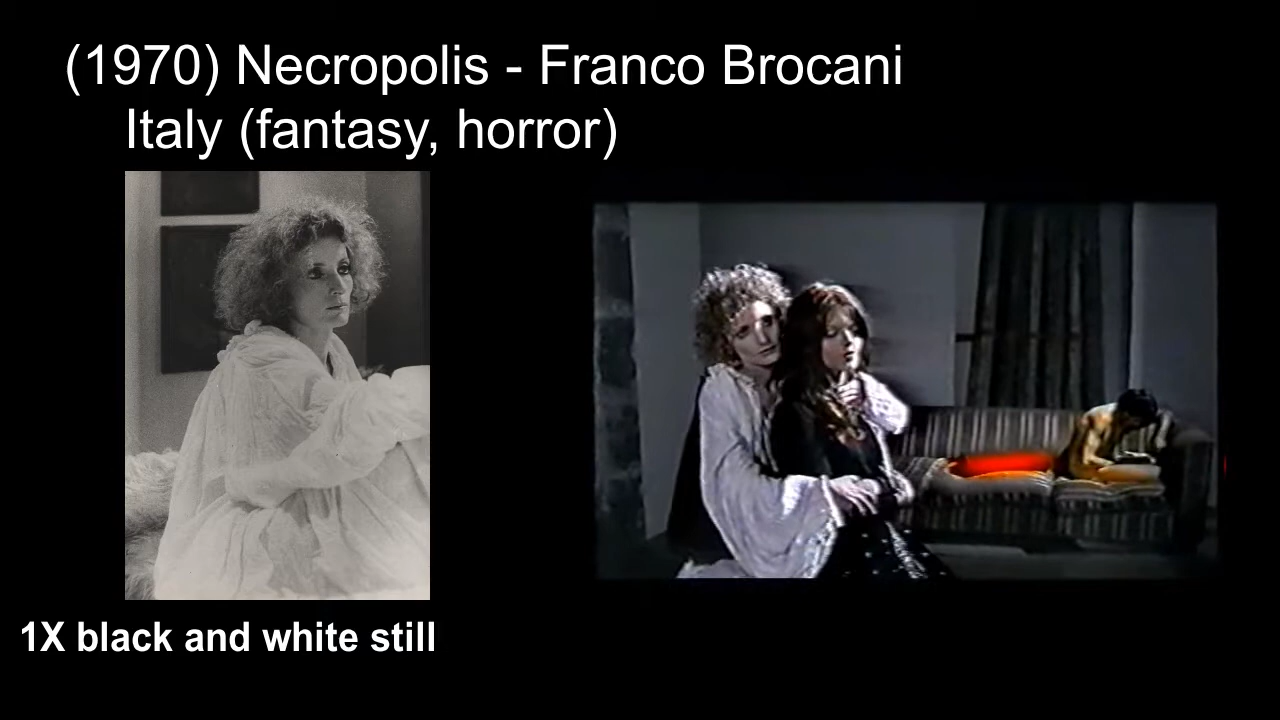 (1970) Necropolis - Franco Brocani
Italy (fantasy, horror)
1X black and white still